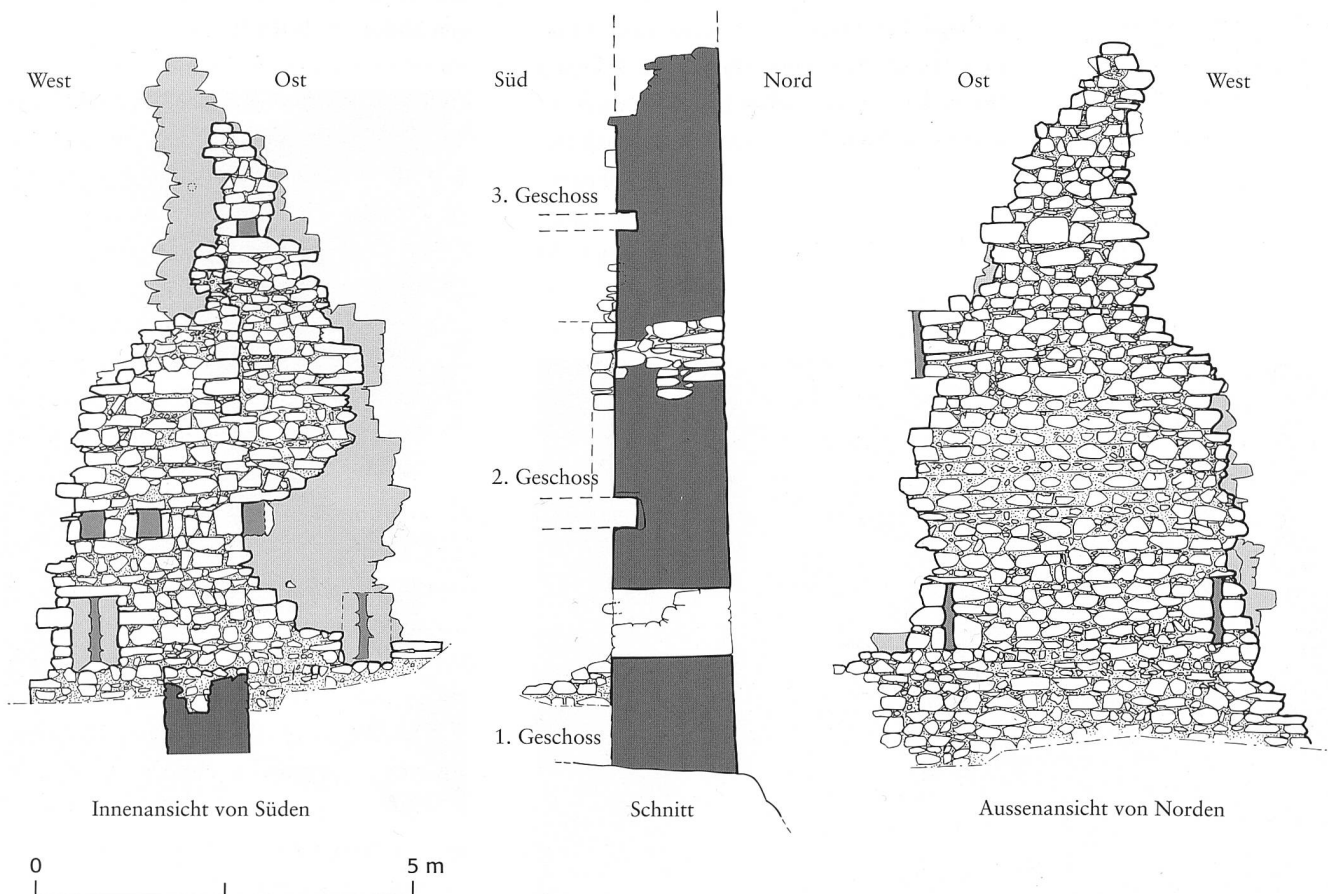 West
Ost
Süd
Nord
Ost
West
3. Geschoss
2. Geschoss
1. Geschoss
Innenansicht von Süden
Schnitt
Aussenansicht von Norden
0
5 m